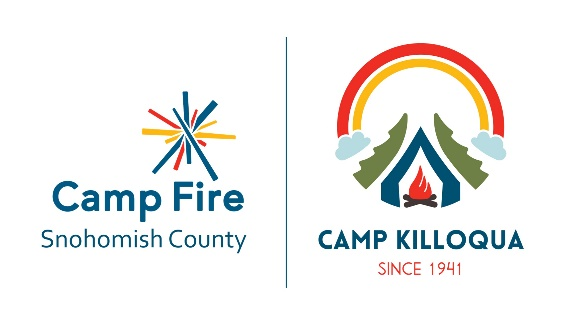 Camp Fire
Snohomish County
CAMP KILLOQUA
SINCE 1941